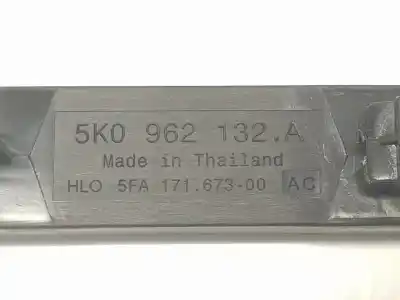 5K0 962 132.A
Made in Thailand
HLO 5FA 171.673-00 AC